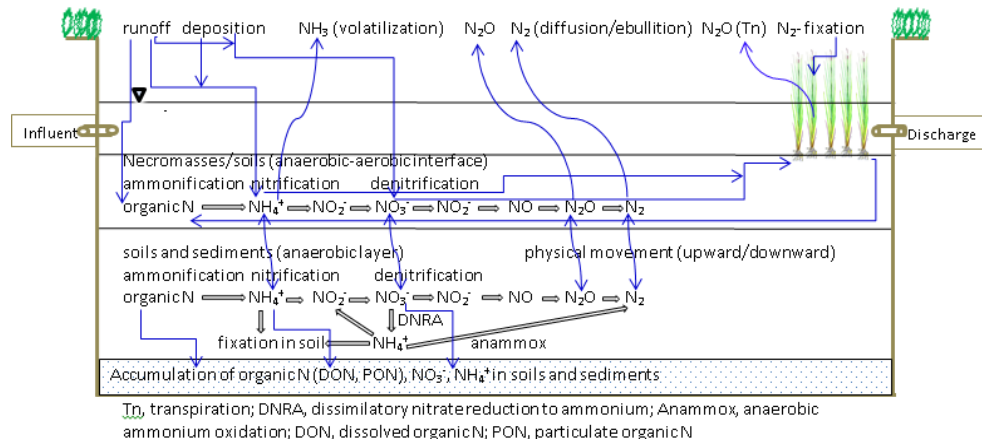 runoff deposition NH₃ (volatilization) N₂O N₂ (diffusion/ebullition) N₂O (Tn) N₂-fixation
Influent
Discharge
Necromasses/soils (anaerobic-aerobic interface)
ammonification nitrification denitrification
organic N NH₄⁺ NO₂⁻ NO₃⁻ NO₂⁻ NO N₂O N₂
soils and sediments (anaerobic layer) physical movement (upward/downward)
ammonification nitrification denitrification
organic N NH₄⁺ NO₂⁻ NO₃⁻ NO₂⁻ NO N₂O N₂
DNRA
fixation in soil NH₄⁺ anammox
Accumulation of organic N (DON, PON), NO₃⁻, NH₄⁺ in soils and sediments
Tn, transpiration; DNRA, dissimilatory nitrate reduction to ammonium; Anammox, anaerobic
ammonium oxidation; DON, dissolved organic N; PON, particulate organic N